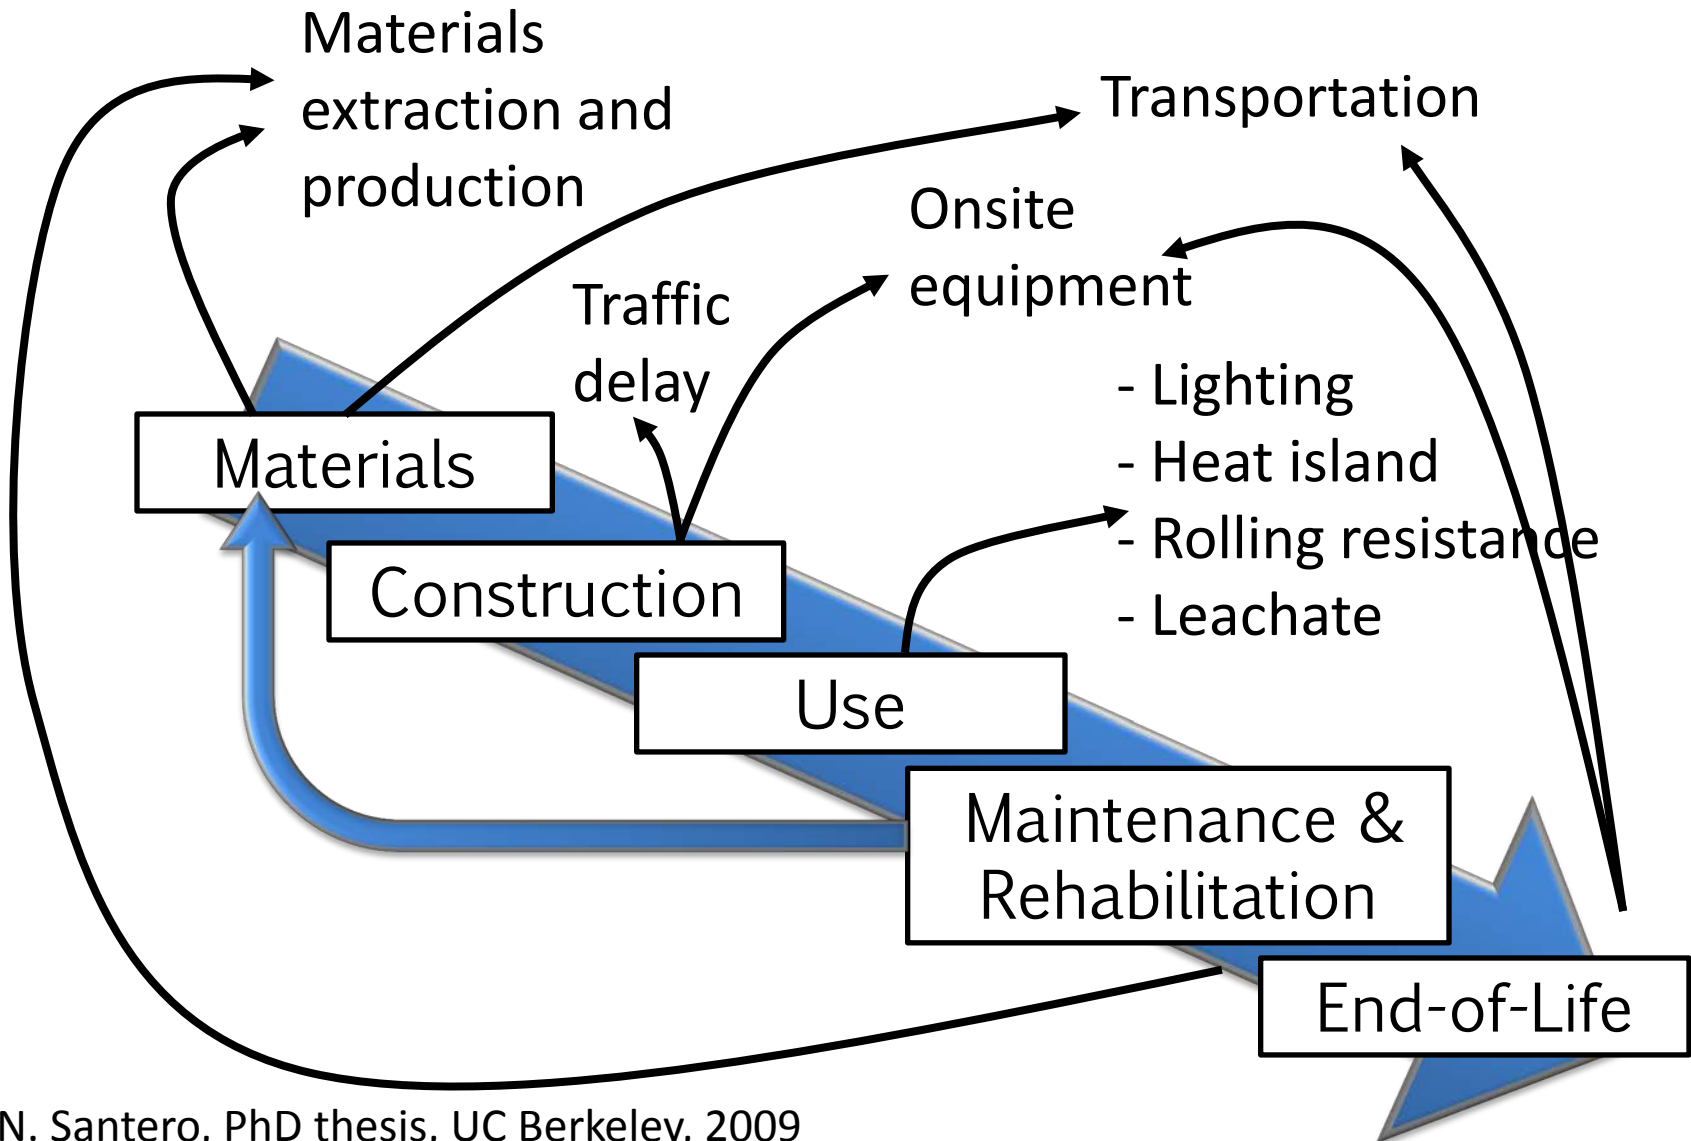 Materials
extraction and
production
Transportation
Onsite
equipment
Traffic
delay
- Lighting
- Heat island
- Rolling resistance
- Leachate
Materials
Construction
Use
Maintenance &
Rehabilitation
End-of-Life
N. Santero, PhD thesis, UC Berkeley, 2009